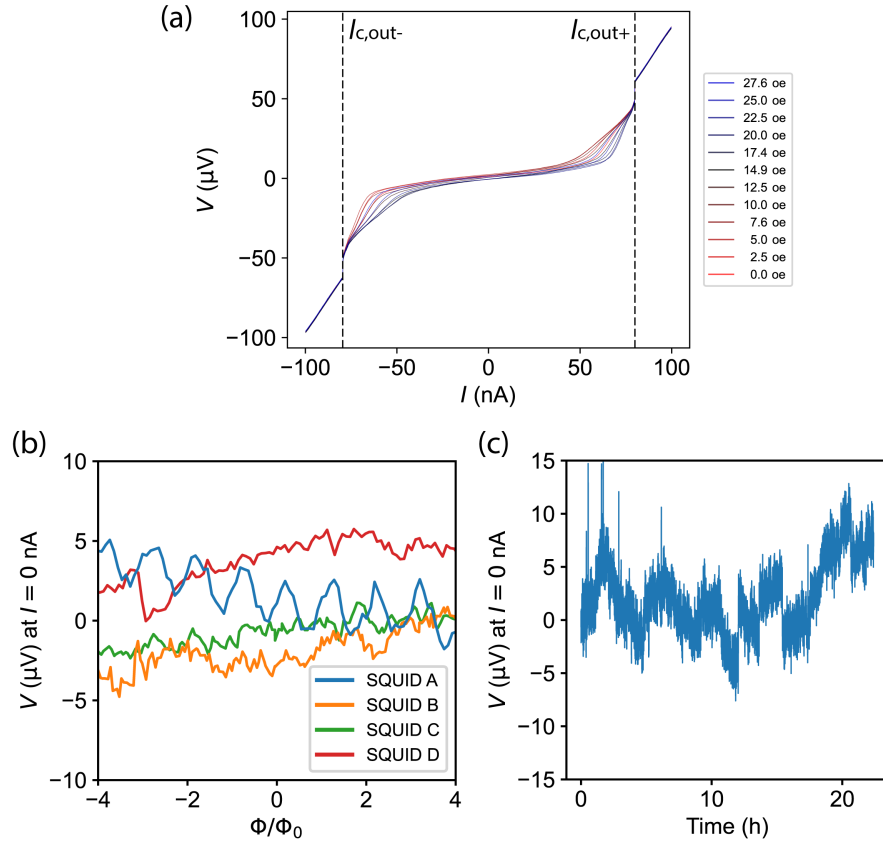 (a)
I_c,out-
I_c,out+
100
50
0
−50
−100
V (μV)
−100
−50
0
50
100
I (nA)
27.6 oe
25.0 oe
22.5 oe
20.0 oe
17.4 oe
14.9 oe
12.5 oe
10.0 oe
7.6 oe
5.0 oe
2.5 oe
0.0 oe
(b)
10
5
0
−5
−10
V (μV) at I = 0 nA
−4
−2
0
2
4
Φ/Φ₀
SQUID A
SQUID B
SQUID C
SQUID D
(c)
15
10
5
0
−5
−10
−15
V (μV) at I = 0 nA
0
10
20
Time (h)